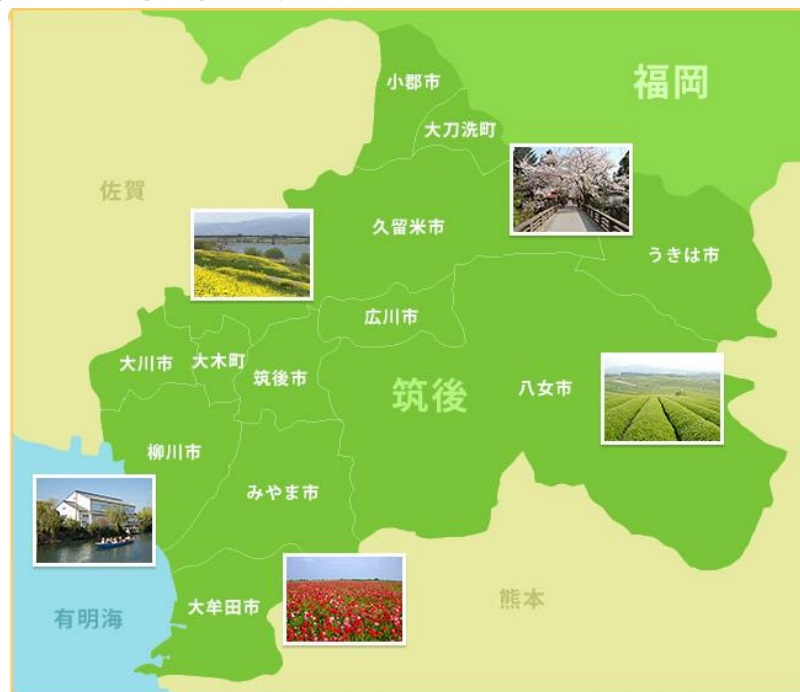 小郡市
福岡
大刀洗町
佐賀
久留米市
うきは市
広川市
大川市
大木町
筑後市
筑後
八女市
柳川市
みやま市
熊本
大牟田市
有明海